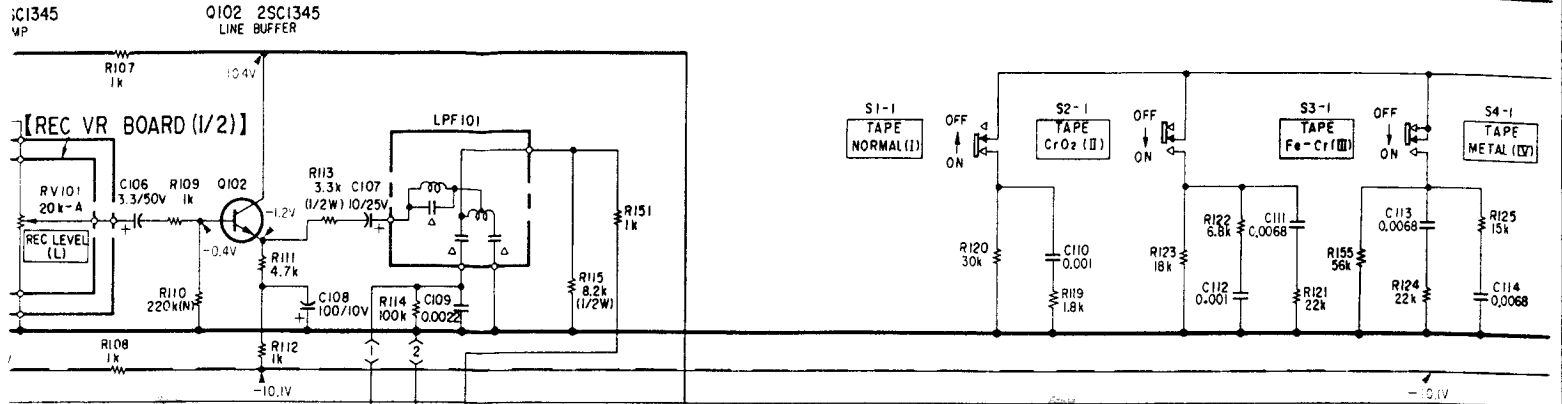 SC1345
MP
Q102 2SC1345
LINE BUFFER
R107
1k
10.4V
【REC VR BOARD (1/2)】
RV101
20k-A
REC LEVEL
(L)
C106
3.3/50V
R109
1k
Q102
-1.2V
-0.4V
R113
3.3k
(1/2W)
C107
10/25V
LPF101
R110
220k(N)
R111
4.7k
C108
100/10V
R114
100k
C109
0.0022
R115
8.2k
(1/2W)
R151
1k
R108
1k
R112
1k
-10.1V
1
2
S1-1
TAPE
NORMAL(I)
OFF
ON
R120
30k
C110
0.001
R119
1.8k
S2-1
TAPE
CrO2 (II)
OFF
ON
R123
18k
R122
6.8k
C111
0.0068
C112
0.001
R121
22k
S3-1
TAPE
Fe-Cr(III)
OFF
ON
R155
56k
C113
0.0068
R124
22k
R125
15k
C114
0.0068
S4-1
TAPE
METAL(IV)
-10.1V